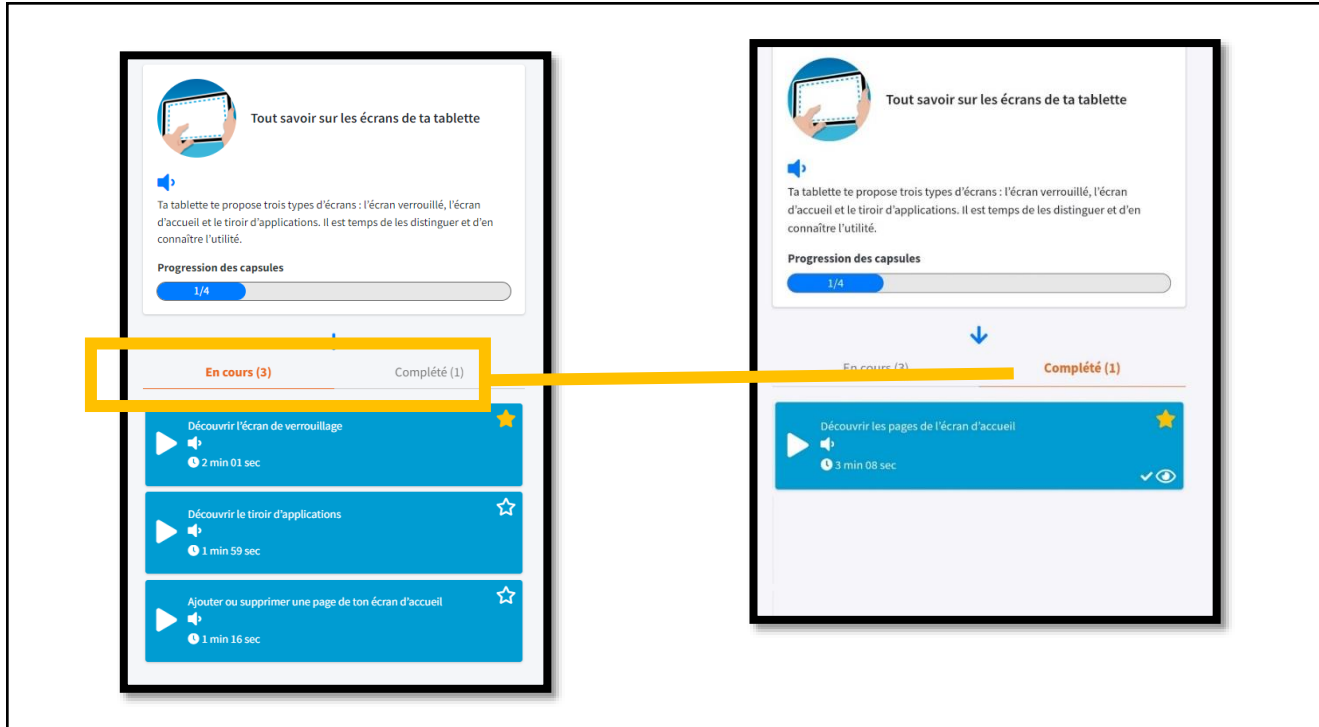 Tout savoir sur les écrans de ta tablette
Ta tablette te propose trois types d'écrans : l'écran verrouillé, l'écran
d'accueil et le tiroir d'applications. Il est temps de les distinguer et d'en
connaître l'utilité.
Progression des capsules
1/4
En cours (3) Complété (1)
Découvrir l'écran de verrouillage
2 min 01 sec
Découvrir le tiroir d'applications
1 min 59 sec
Ajouter ou supprimer une page de ton écran d'accueil
1 min 16 sec
Tout savoir sur les écrans de ta tablette
Ta tablette te propose trois types d'écrans : l'écran verrouillé, l'écran
d'accueil et le tiroir d'applications. Il est temps de les distinguer et d'en
connaître l'utilité.
Progression des capsules
1/4
En cours (3) Complété (1)
Découvrir les pages de l'écran d'accueil
3 min 08 sec